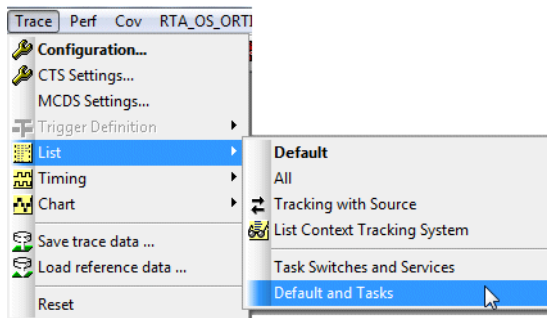 Trace Perf Cov RTA_OS_ORTI
Configuration...
CTS Settings...
MCDS Settings...
Trigger Definition
List
Timing
Chart
Save trace data ...
Load reference data ...
Reset
Default
All
Tracking with Source
List Context Tracking System
Task Switches and Services
Default and Tasks